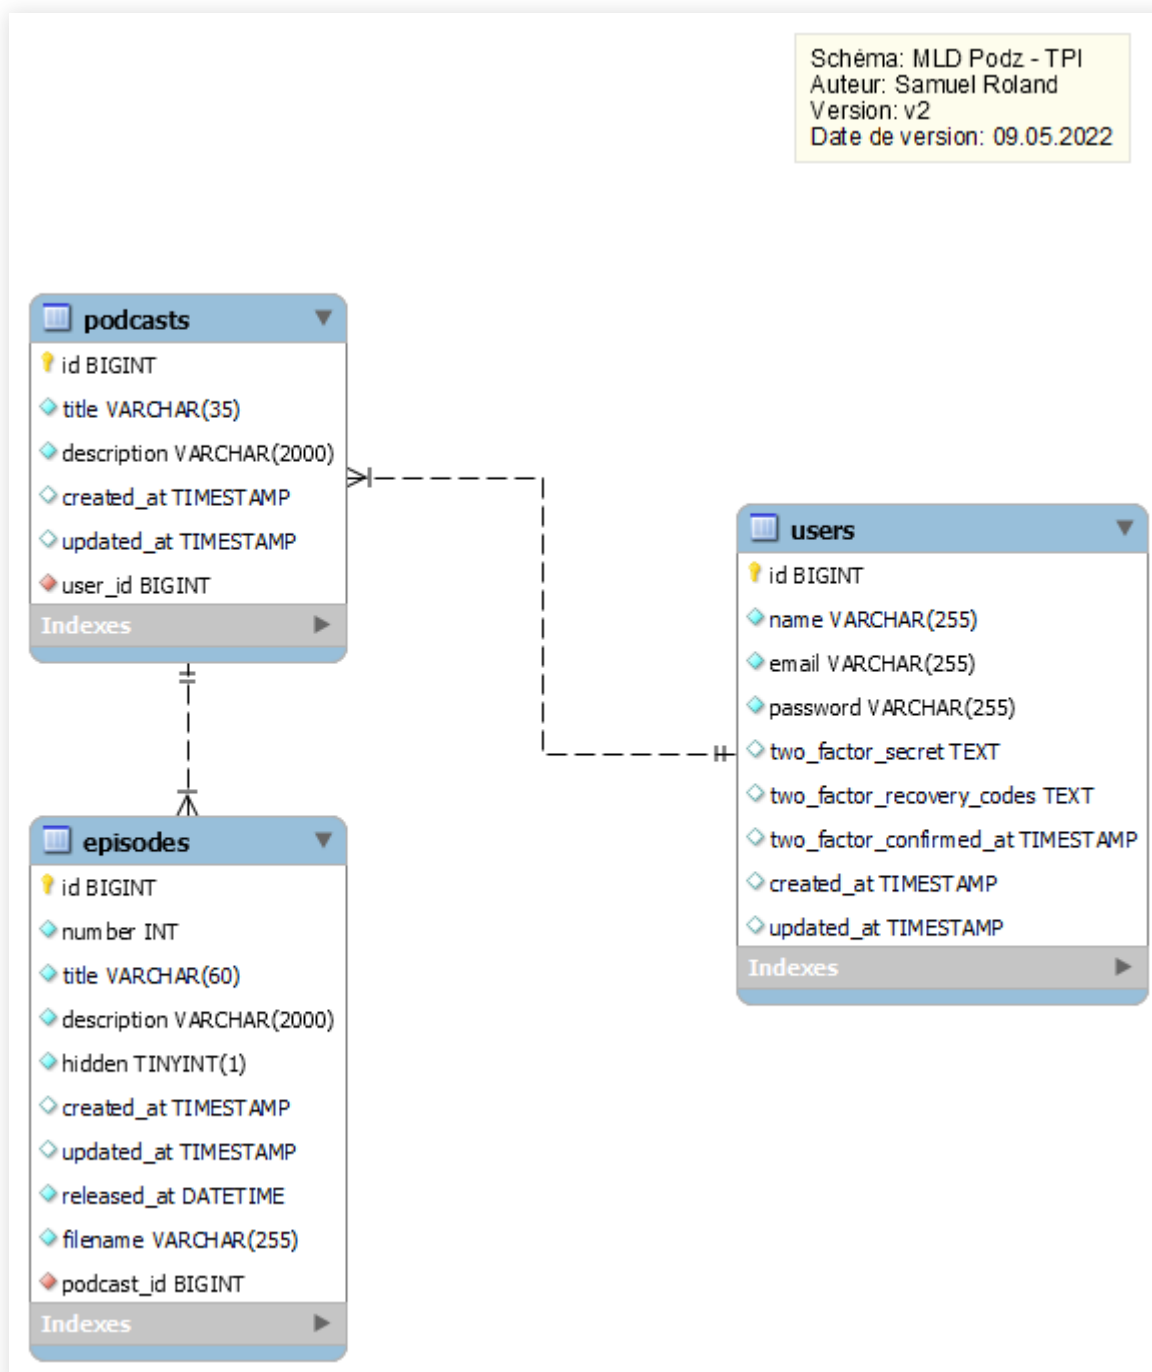 Schéma: MLD Podz - TPI
Auteur: Samuel Roland
Version: v2
Date de version: 09.05.2022
podcasts
id BIGINT
title VARCHAR(35)
description VARCHAR(2000)
created_at TIMESTAMP
updated_at TIMESTAMP
user_id BIGINT
Indexes
users
id BIGINT
name VARCHAR(255)
email VARCHAR(255)
password VARCHAR(255)
two_factor_secret TEXT
two_factor_recovery_codes TEXT
two_factor_confirmed_at TIMESTAMP
created_at TIMESTAMP
updated_at TIMESTAMP
Indexes
episodes
id BIGINT
number INT
title VARCHAR(60)
description VARCHAR(2000)
hidden TINYINT(1)
created_at TIMESTAMP
updated_at TIMESTAMP
released_at DATETIME
filename VARCHAR(255)
podcast_id BIGINT
Indexes